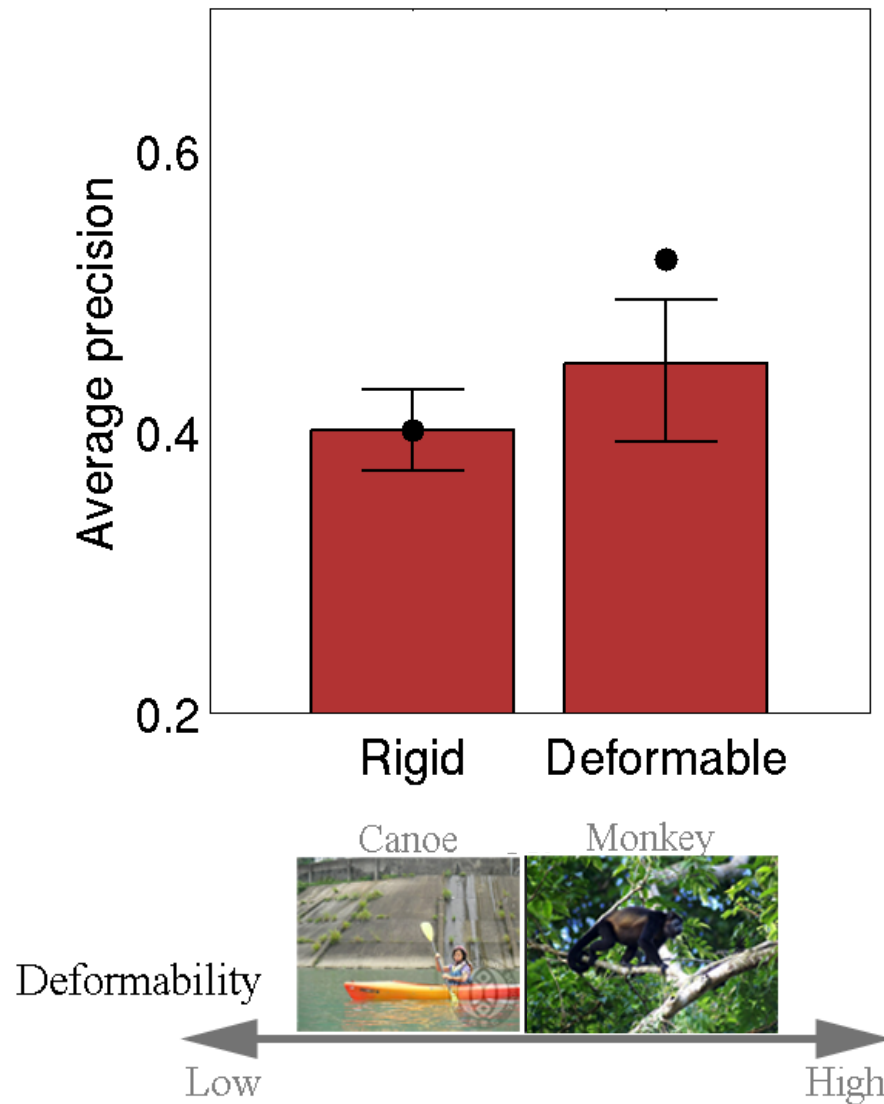 Average precision
0.6
0.4
0.2
Rigid Deformable
Canoe Monkey
Deformability
Low High